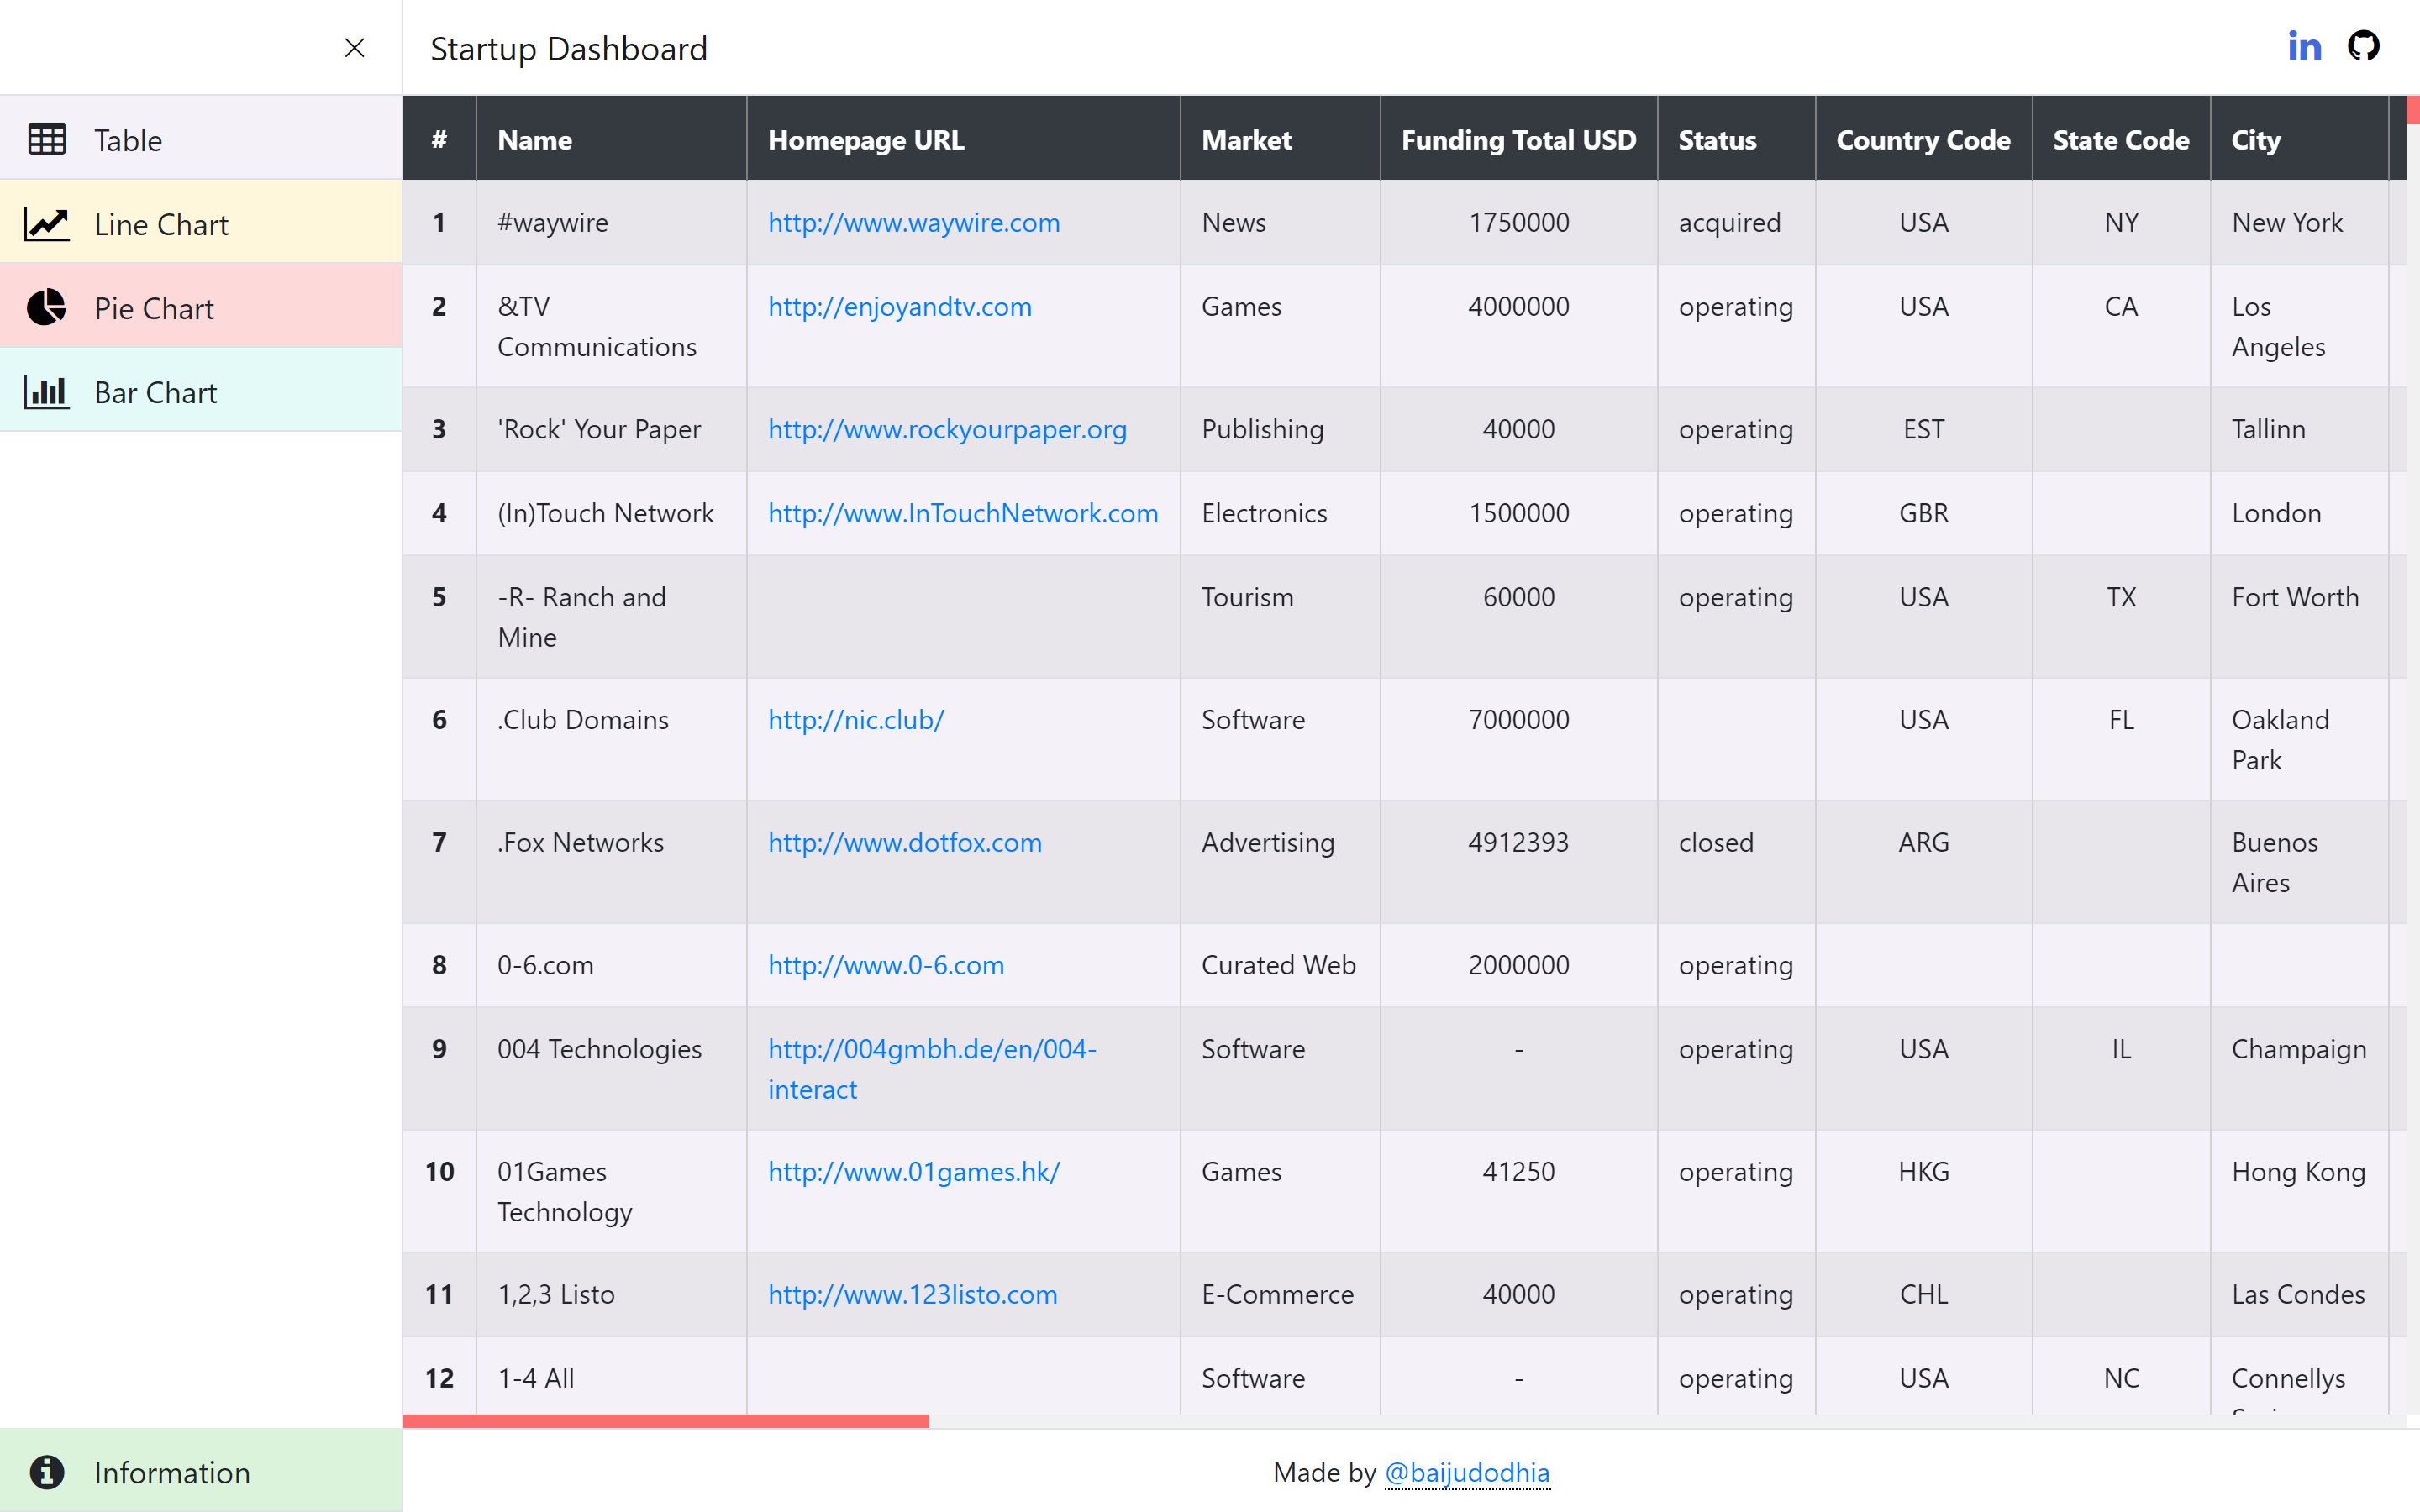 Startup Dashboard
in
Table
Line Chart
Pie Chart
Bar Chart
Information
# Name Homepage URL Market Funding Total USD Status Country Code State Code City
1 #waywire http://www.waywire.com News 1750000 acquired USA NY New York
2 &TV http://enjoyandtv.com Games 4000000 operating USA CA Los
Communications Angeles
3 'Rock' Your Paper http://www.rockyourpaper.org Publishing 40000 operating EST Tallinn
4 (In)Touch Network http://www.InTouchNetwork.com Electronics 1500000 operating GBR London
5 -R- Ranch and Tourism 60000 operating USA TX Fort Worth
Mine
6 .Club Domains http://nic.club/ Software 7000000 USA FL Oakland
Park
7 .Fox Networks http://www.dotfox.com Advertising 4912393 closed ARG Buenos
Aires
8 0-6.com http://www.0-6.com Curated Web 2000000 operating
9 004 Technologies http://004gmbh.de/en/004- Software - operating USA IL Champaign
interact
10 01Games http://www.01games.hk/ Games 41250 operating HKG Hong Kong
Technology
11 1,2,3 Listo http://www.123listo.com E-Commerce 40000 operating CHL Las Condes
12 1-4 All Software - operating USA NC Connellys
Made by @baijudodhia